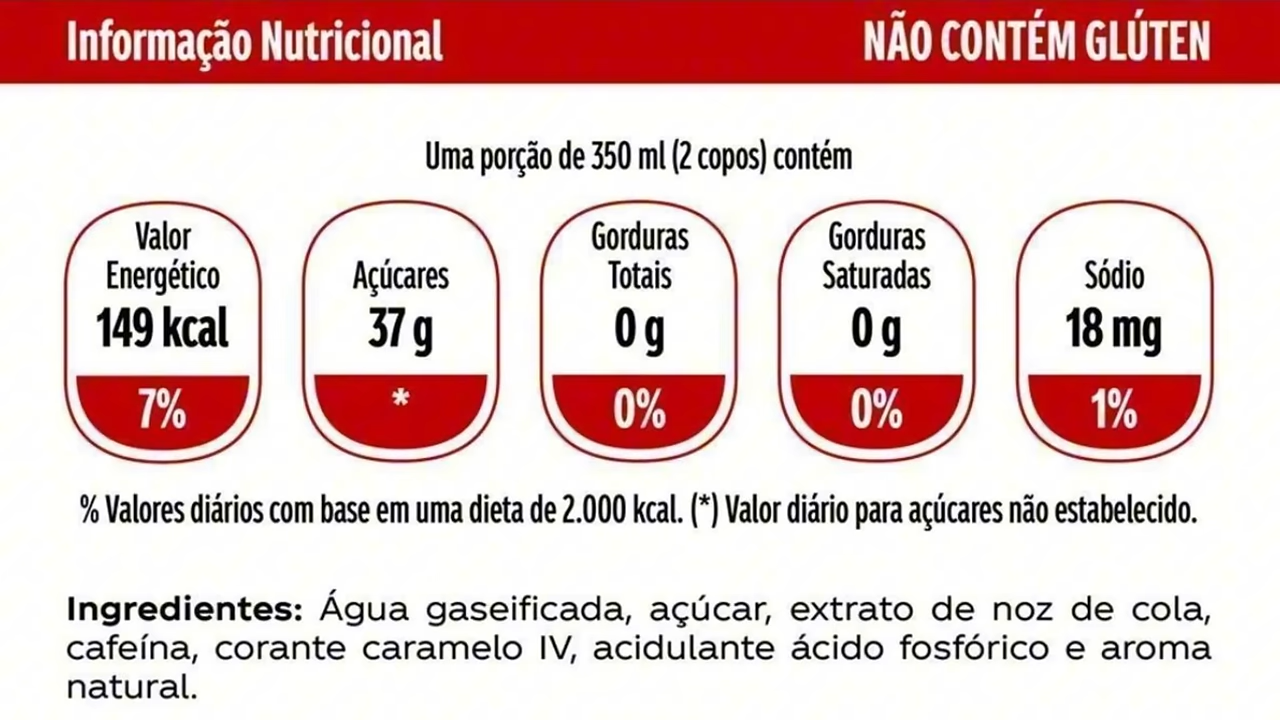 Informação Nutricional
NÃO CONTÉM GLÚTEN
Uma porção de 350 ml (2 copos) contém
Valor
Energético
149 kcal
7%
Açúcares
37 g
*
Gorduras
Totais
0 g
0%
Gorduras
Saturadas
0 g
0%
Sódio
18 mg
1%
% Valores diários com base em uma dieta de 2.000 kcal. (*) Valor diário para açúcares não estabelecido.
Ingredientes: Água gaseificada, açúcar, extrato de noz de cola,
cafeína, corante caramelo IV, acidulante ácido fosfórico e aroma
natural.